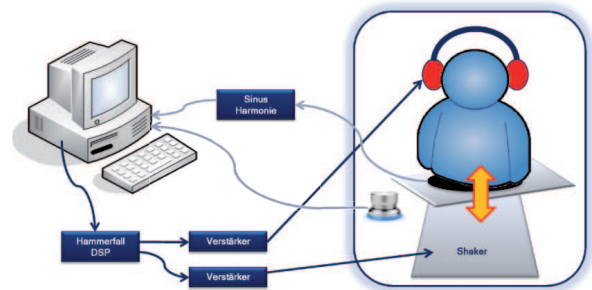 Sinus
Harmonie
Hammerfall
DSP
Verstärker
Verstärker
Shaker